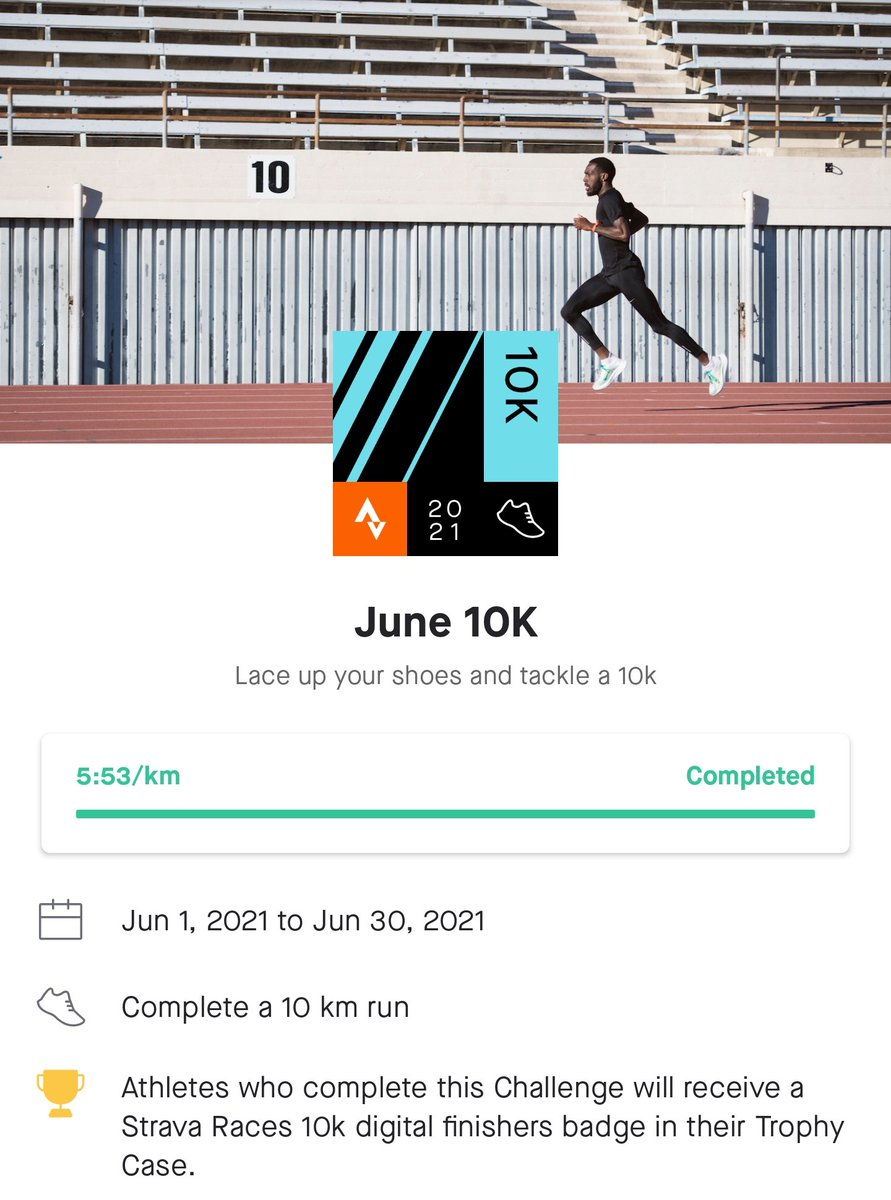 10
10K
20
21
June 10K
Lace up your shoes and tackle a 10k
5:53/km
Completed
Jun 1, 2021 to Jun 30, 2021
Complete a 10 km run
Athletes who complete this Challenge will receive a
Strava Races 10k digital finishers badge in their Trophy
Case.